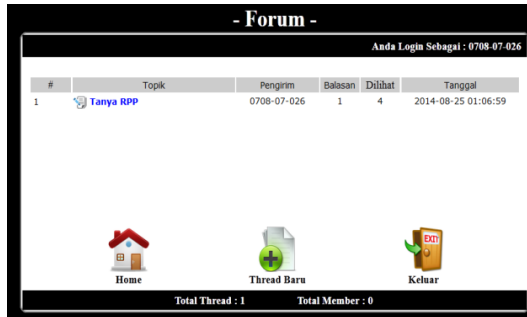 - Forum -
Anda Login Sebagai : 0708-07-026
# Topik Pengirim Balasan Dilihat Tanggal
1 Tanya RPP 0708-07-026 1 4 2014-08-25 01:06:59
EXIT
Home Thread Baru Keluar
Total Thread : 1 Total Member : 0